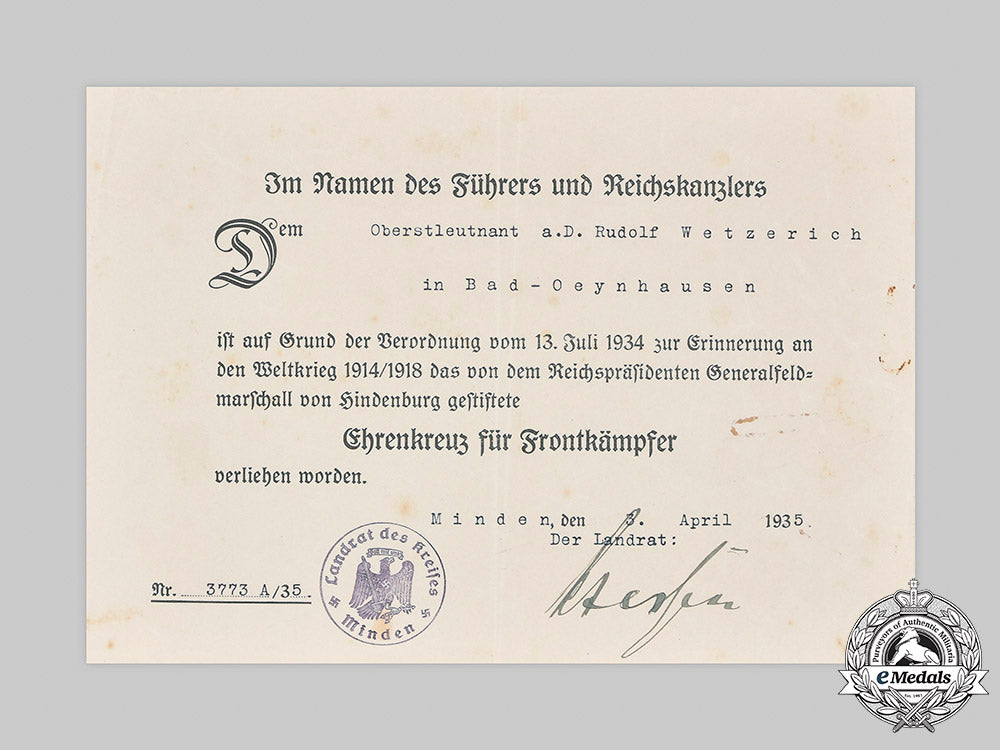 Im Namen des Führers und Reichskanzlers
Dem Oberstleutnant a.D. Rudolf Wetzerich
in Bad-Oeynhausen
ist auf Grund der Verordnung vom 13. Juli 1934 zur Erinnerung an
den Weltkrieg 1914/1918 das von dem Reichspräsidenten Generalfeld=
marschall von Hindenburg gestiftete
Ehrenkreuz für Frontkämpfer
verliehen worden.
Minden, den 3. April 1935.
Der Landrat:
Nr. 3773 A/35
Landrat des Kreises
Minden
Purveyors of Authentic Militaria
eMedals